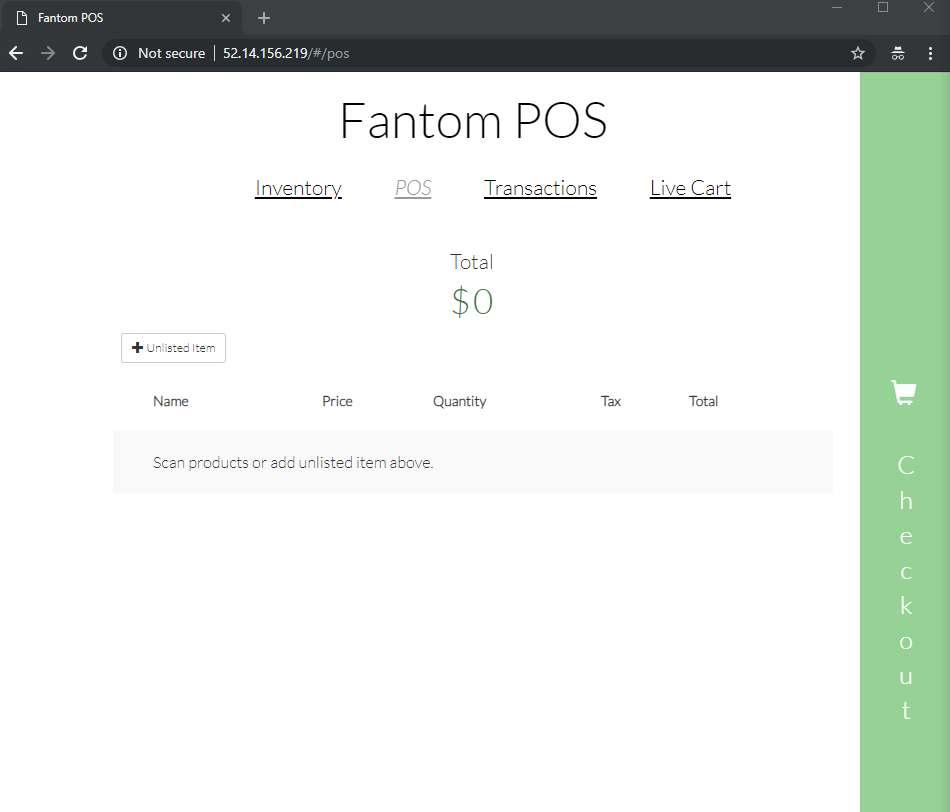 Fantom POS
Not secure | 52.14.156.219/#/pos
Fantom POS
Inventory POS Transactions Live Cart
Total
$0
Unlisted Item
Name Price Quantity Tax Total
Scan products or add unlisted item above.
Checkout